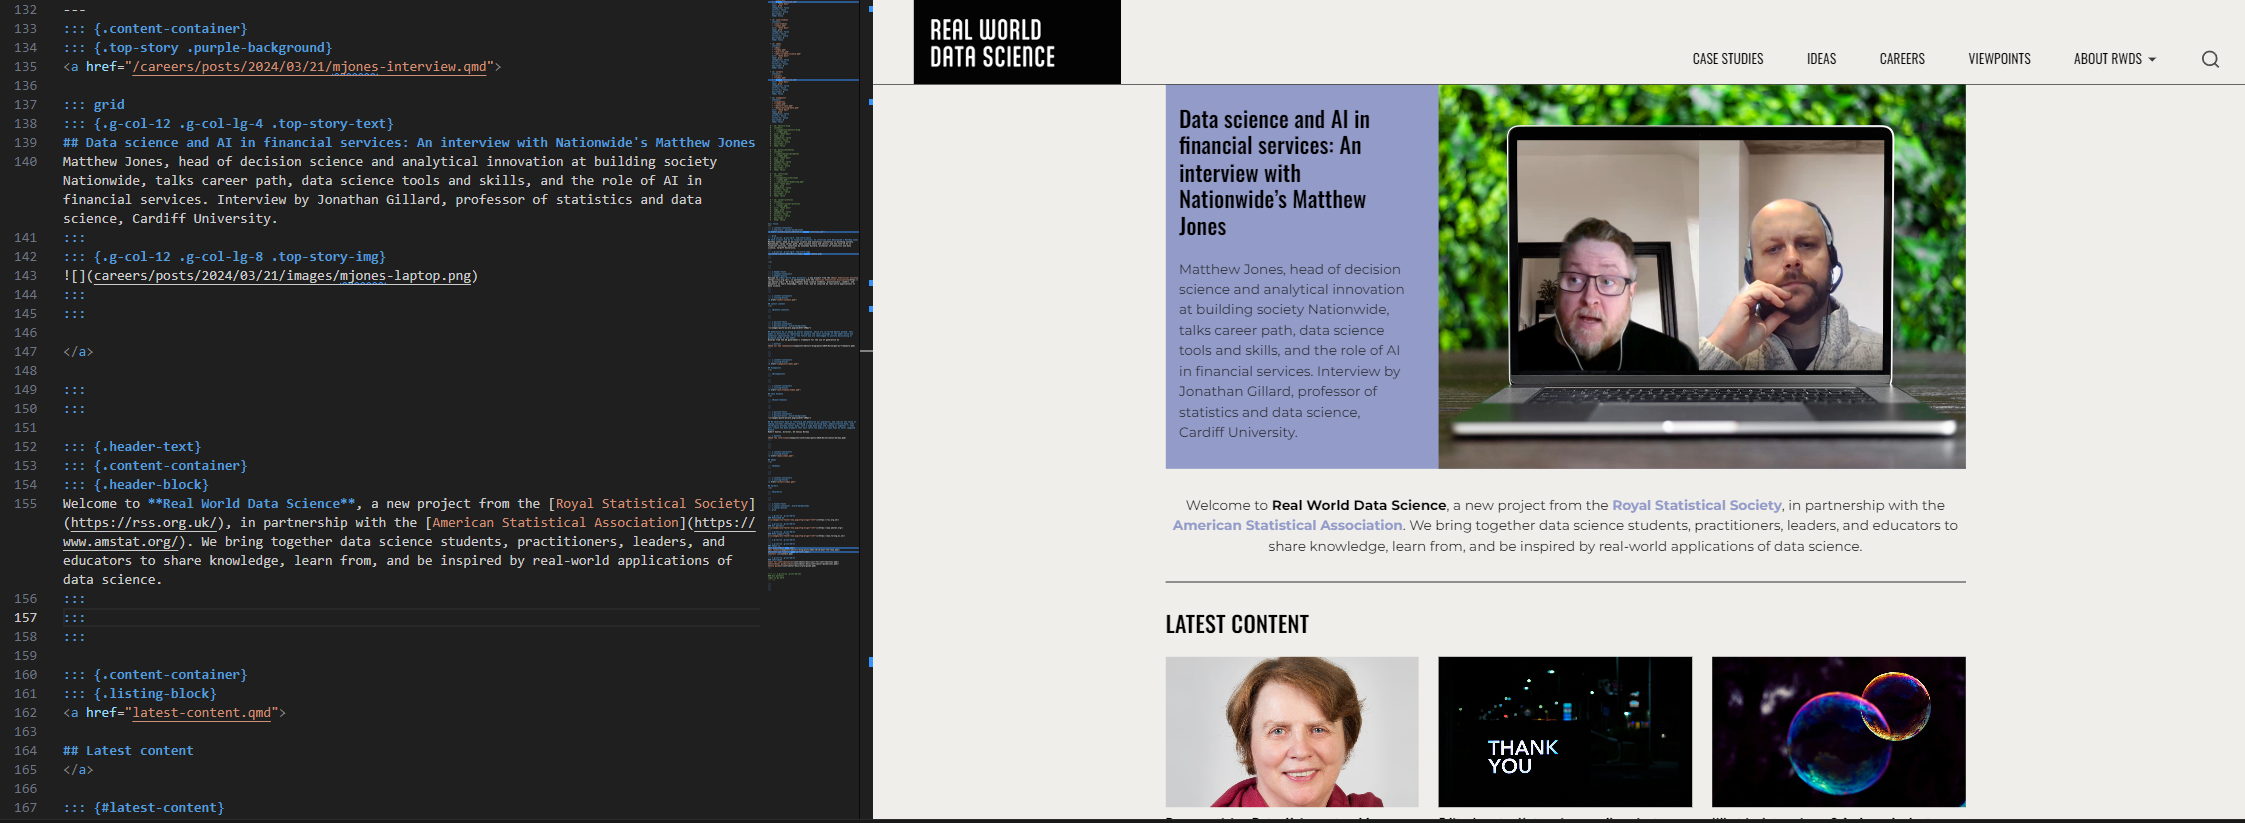 132 ---
133 ::: {.content-container}
134 ::: {.top-story .purple-background}
135 <a href="/careers/posts/2024/03/21/mjones-interview.qmd">
136
137 ::: grid
138 ::: {.g-col-12 .g-col-lg-4 .top-story-text}
139 ## Data science and AI in financial services: An interview with Nationwide's Matthew Jones
140 Matthew Jones, head of decision science and analytical innovation at building society
Nationwide, talks career path, data science tools and skills, and the role of AI in
financial services. Interview by Jonathan Gillard, professor of statistics and data
science, Cardiff University.
141 :::
142 ::: {.g-col-12 .g-col-lg-8 .top-story-img}
143 ![](careers/posts/2024/03/21/images/mjones-laptop.png)
144 :::
145 :::
146
147 </a>
148
149 :::
150 :::
151
152 ::: {.header-text}
153 ::: {.content-container}
154 ::: {.header-block}
155 Welcome to **Real World Data Science**, a new project from the [Royal Statistical Society]
(https://rss.org.uk/), in partnership with the [American Statistical Association](https://
www.amstat.org/). We bring together data science students, practitioners, leaders, and
educators to share knowledge, learn from, and be inspired by real-world applications of
data science.
156 :::
157 :::
158 :::
159
160 ::: {.content-container}
161 ::: {.listing-block}
162 <a href="latest-content.qmd">
163
164 ## Latest content
165 </a>
166
167 ::: {#latest-content}
REAL WORLD
DATA SCIENCE
CASE STUDIES IDEAS CAREERS VIEWPOINTS ABOUT RWDS
Data science and AI in
financial services: An
interview with
Nationwide’s Matthew
Jones
Matthew Jones, head of decision
science and analytical innovation
at building society Nationwide,
talks career path, data science
tools and skills, and the role of AI
in financial services. Interview by
Jonathan Gillard, professor of
statistics and data science,
Cardiff University.
Welcome to Real World Data Science, a new project from the Royal Statistical Society, in partnership with the
American Statistical Association. We bring together data science students, practitioners, leaders, and educators to
share knowledge, learn from, and be inspired by real-world applications of data science.
LATEST CONTENT
THANK
YOU